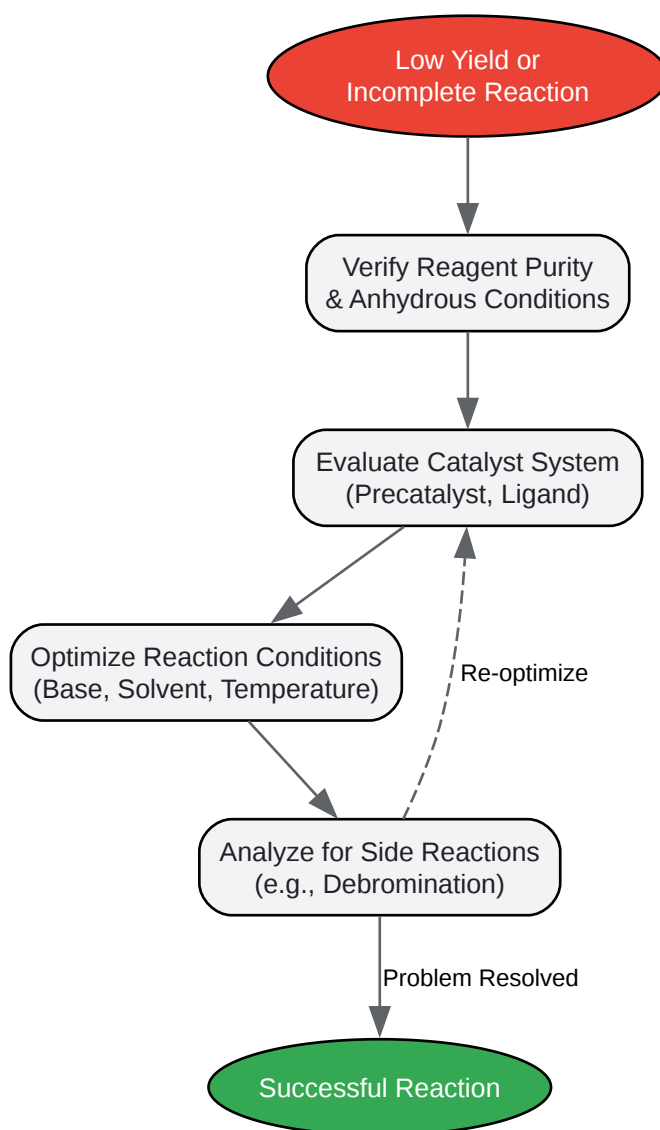 Low Yield or
Incomplete Reaction
Verify Reagent Purity
& Anhydrous Conditions
Evaluate Catalyst System
(Precatalyst, Ligand)
Optimize Reaction Conditions
(Base, Solvent, Temperature)
Re-optimize
Analyze for Side Reactions
(e.g., Debromination)
Problem Resolved
Successful Reaction